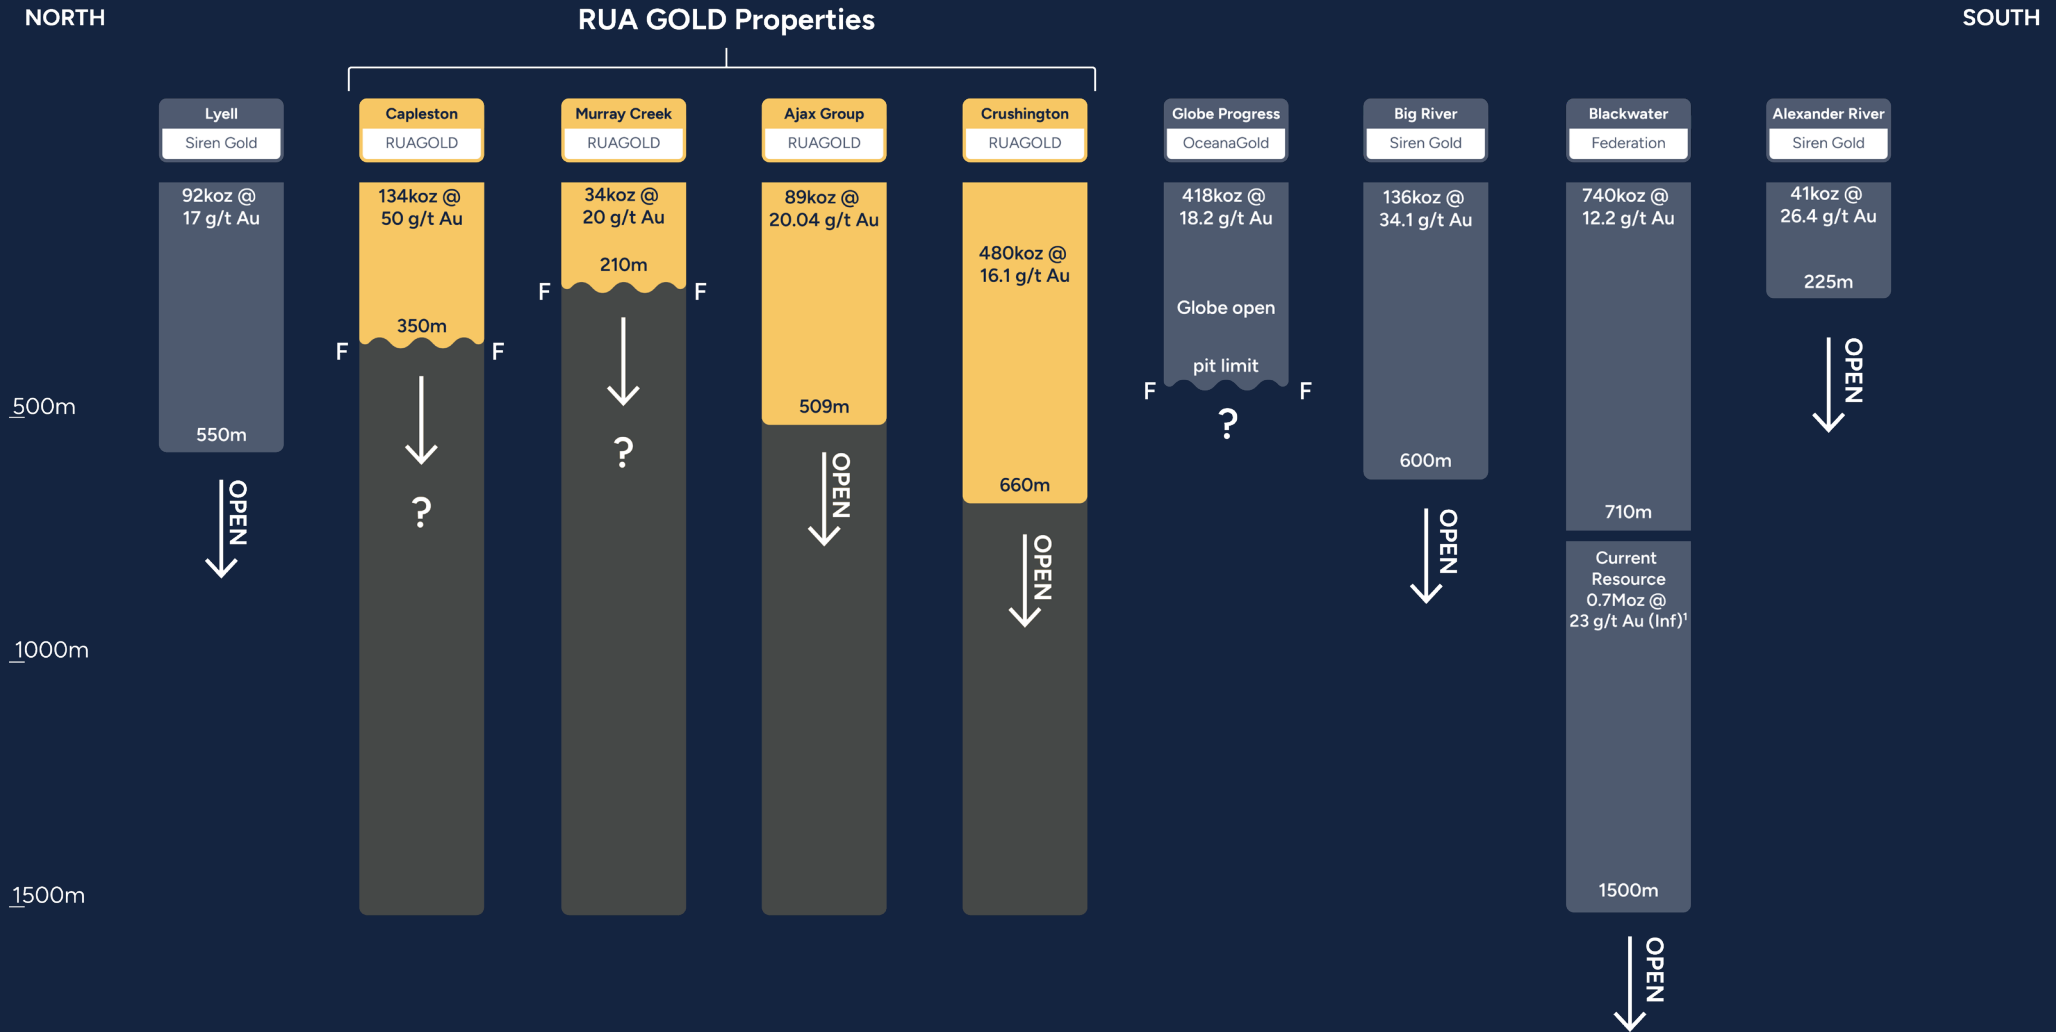 NORTH
RUA GOLD Properties
SOUTH
Lyell
Siren Gold
92koz @
17 g/t Au
550m
OPEN
Capleston
RUAGOLD
134koz @
50 g/t Au
350m
F
F
?
Murray Creek
RUAGOLD
34koz @
20 g/t Au
210m
F
F
?
Ajax Group
RUAGOLD
89koz @
20.04 g/t Au
509m
OPEN
Crushington
RUAGOLD
480koz @
16.1 g/t Au
660m
OPEN
Globe Progress
OceanaGold
418koz @
18.2 g/t Au
Globe open
pit limit
F
F
?
Big River
Siren Gold
136koz @
34.1 g/t Au
600m
OPEN
Blackwater
Federation
740koz @
12.2 g/t Au
710m
Current
Resource
0.7Moz @
23 g/t Au (Inf)¹
1500m
OPEN
Alexander River
Siren Gold
41koz @
26.4 g/t Au
225m
OPEN
500m
1000m
1500m